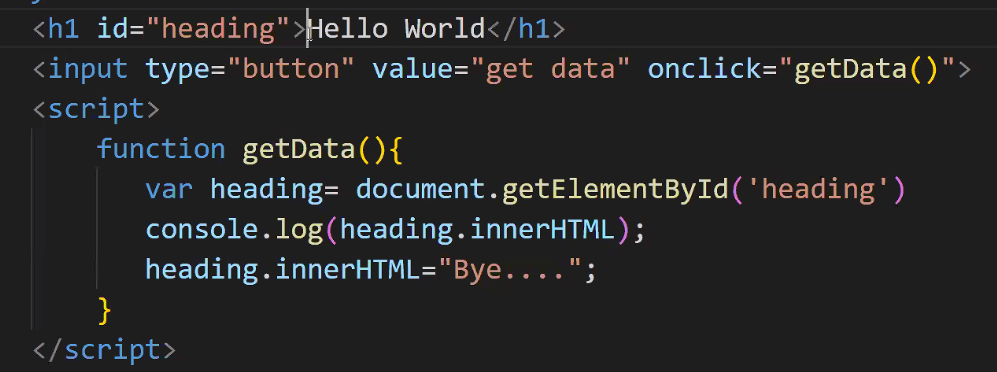 <h1 id="heading">Hello World</h1>
<input type="button" value="get data" onclick="getData()">
<script>
function getData(){
var heading= document.getElementById('heading')
console.log(heading.innerHTML);
heading.innerHTML="Bye....";
}
</script>